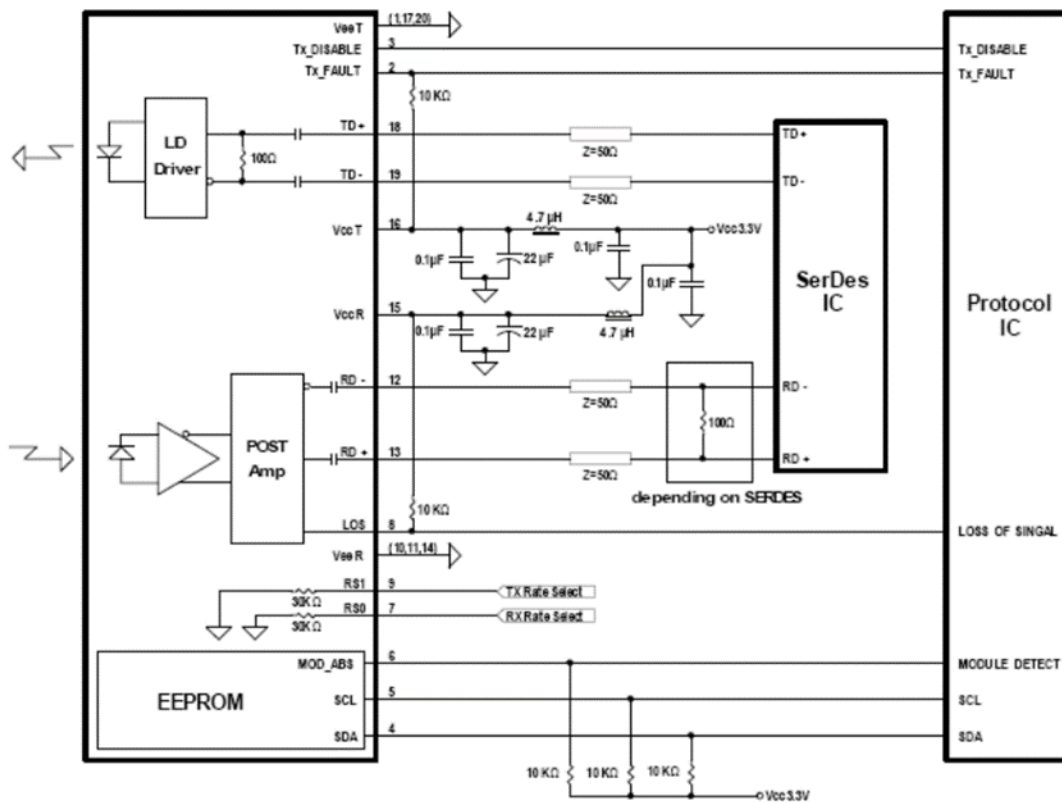 VeeT
(1,17,20)
Tx_DISABLE
3
Tx_DISABLE
Tx_FAULT
2
Tx_FAULT
10 KΩ
LD
Driver
100Ω
TD+
18
Z=50Ω
TD+
TD-
19
Z=50Ω
TD-
VccT
16
4.7 μH
Vcc3.3V
0.1μF
22 μF
0.1μF
0.1μF
SerDes
IC
Protocol
IC
VccR
15
0.1μF
22 μF
4.7 μH
RD -
12
Z=50Ω
RD -
100Ω
POST
Amp
RD +
13
Z=50Ω
RD +
depending on SERDES
10 KΩ
LOS
8
LOSS OF SINGAL
VeeR
(10,11,14)
RS1
9
TX Rate Select
30KΩ
RS0
7
RX Rate Select
30KΩ
MOD_ABS
6
MODULE DETECT
EEPROM
SCL
5
SCL
SDA
4
SDA
10 KΩ
10 KΩ
10 KΩ
Vcc3.3V